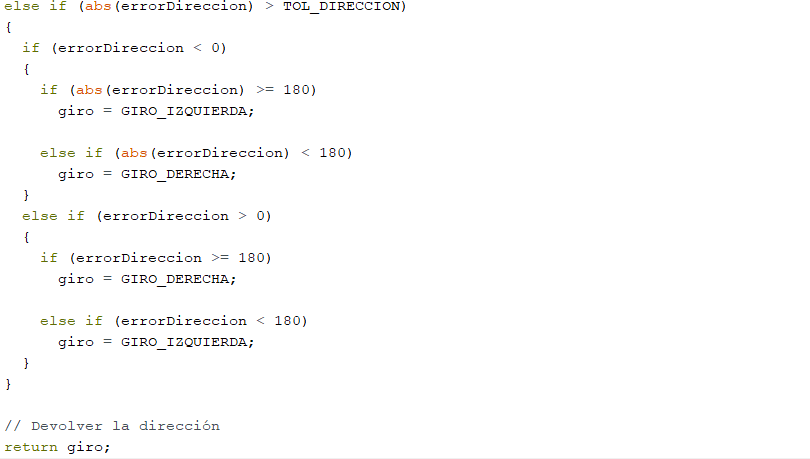 else if (abs(errorDireccion) > TOL_DIRECCION)
{
  if (errorDireccion < 0)
  {
    if (abs(errorDireccion) >= 180)
      giro = GIRO_IZQUIERDA;

    else if (abs(errorDireccion) < 180)
      giro = GIRO_DERECHA;
  }
  else if (errorDireccion > 0)
  {
    if (errorDireccion >= 180)
      giro = GIRO_DERECHA;

    else if (errorDireccion < 180)
      giro = GIRO_IZQUIERDA;
  }
}

// Devolver la dirección
return giro;